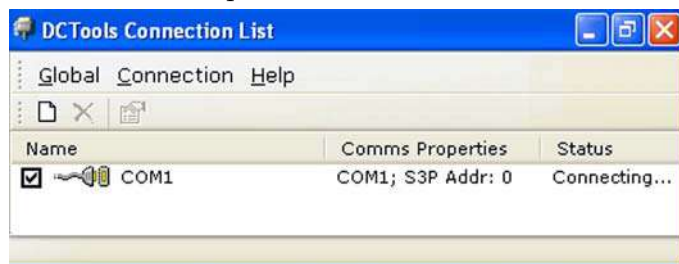 DCTools Connection List
Global Connection Help
Name Comms Properties Status
COM1 COM1; S3P Addr: 0 Connecting...